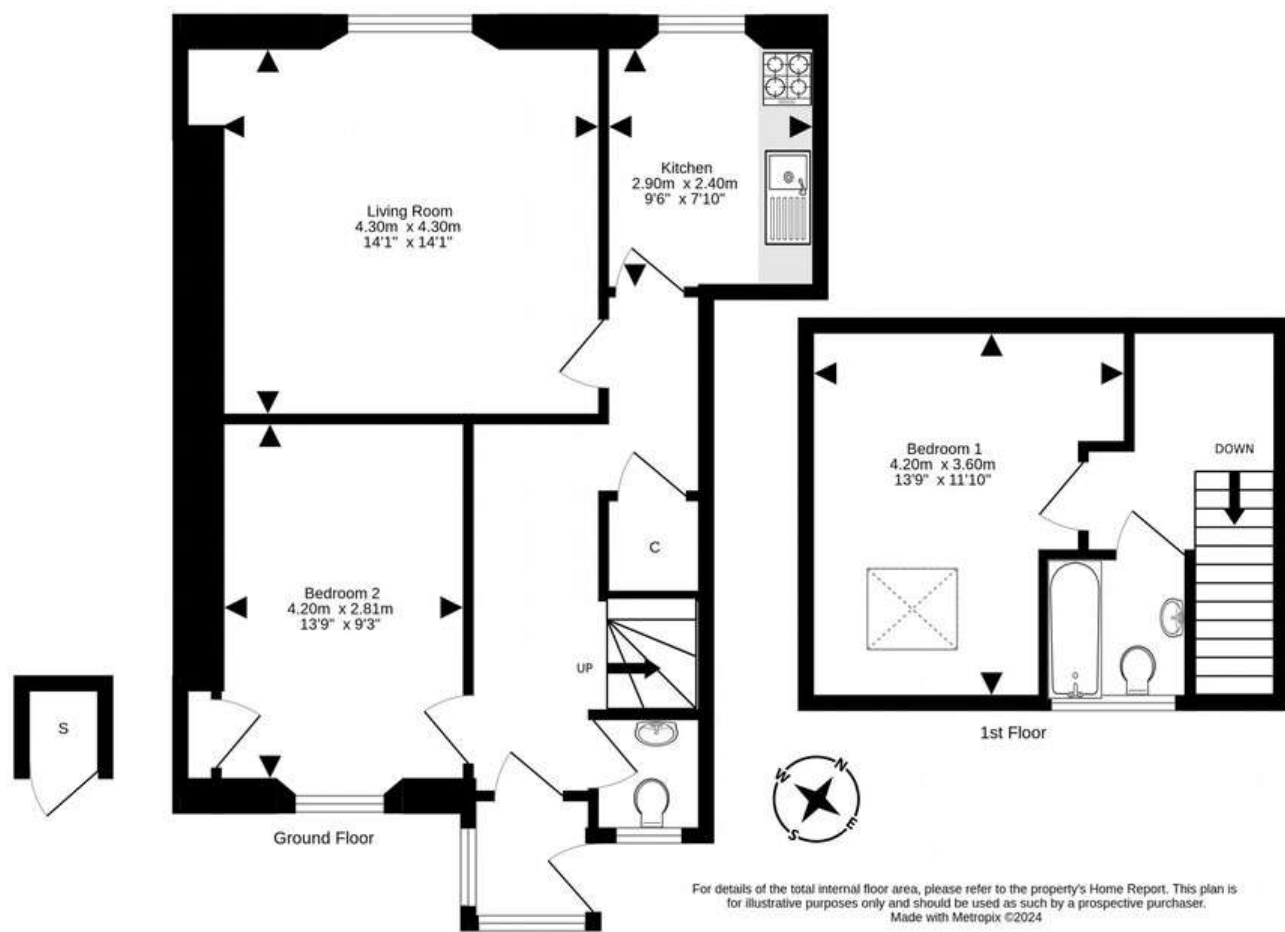 Living Room
4.30m x 4.30m
14'1" x 14'1"
Kitchen
2.90m x 2.40m
9'6" x 7'10"
Bedroom 2
4.20m x 2.81m
13'9" x 9'3"
C
UP
S
Ground Floor
Bedroom 1
4.20m x 3.60m
13'9" x 11'10"
DOWN
1st Floor
N
E
S
W
For details of the total internal floor area, please refer to the property's Home Report. This plan is
for illustrative purposes only and should be used as such by a prospective purchaser.
Made with Metropix ©2024